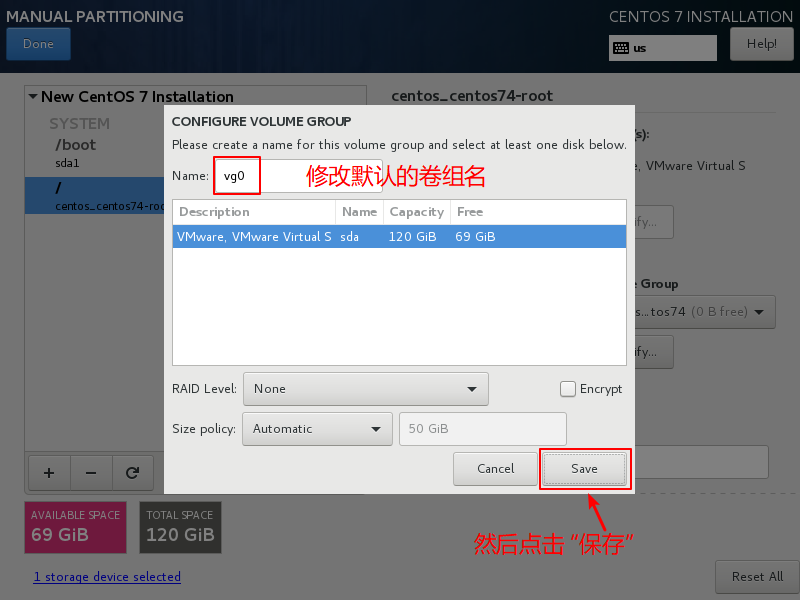 MANUAL PARTITIONING
CENTOS 7 INSTALLATION
Done
us
Help!
New CentOS 7 Installation
centos_centos74-root
SYSTEM
/boot
sda1
/
centos_centos74-roo
CONFIGURE VOLUME GROUP
Please create a name for this volume group and select at least one disk below.
Name: vg0 修改默认的卷组名
Description Name Capacity Free
VMware, VMware Virtual S sda 120 GiB 69 GiB
(s):
e, VMware Virtual S
ify...
e Group
s...tos74 (0 B free)
ify...
RAID Level: None Encrypt
Size policy: Automatic 50 GiB
Cancel Save
+ −
AVAILABLE SPACE
69 GiB
TOTAL SPACE
120 GiB
然后点击 “保存”
1 storage device selected
Reset All